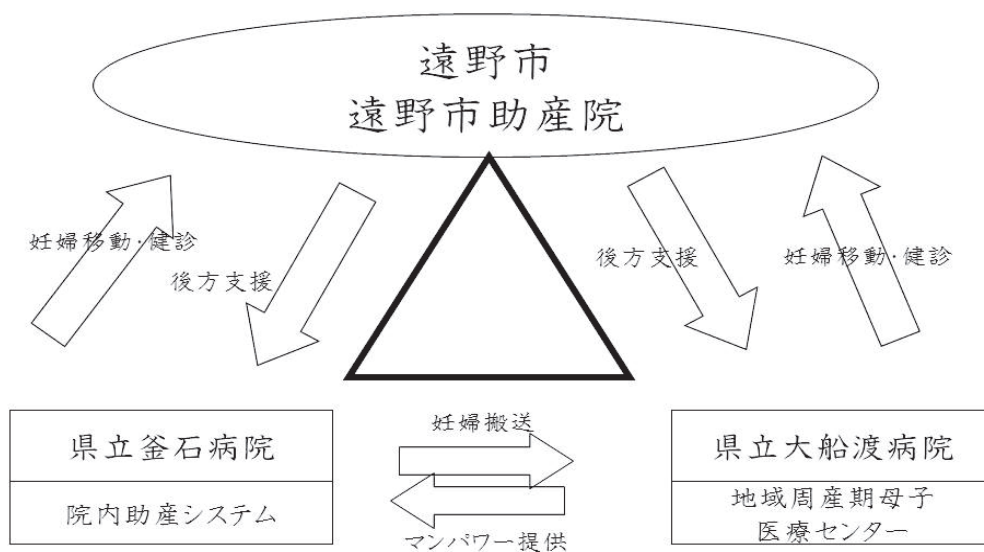 遠野市
遠野市助産院
妊婦移動・健診
後方支援
後方支援
妊婦移動・健診
妊婦搬送
県立釜石病院
院内助産システム
県立大船渡病院
地域周産期母子
医療センター
マンパワー提供